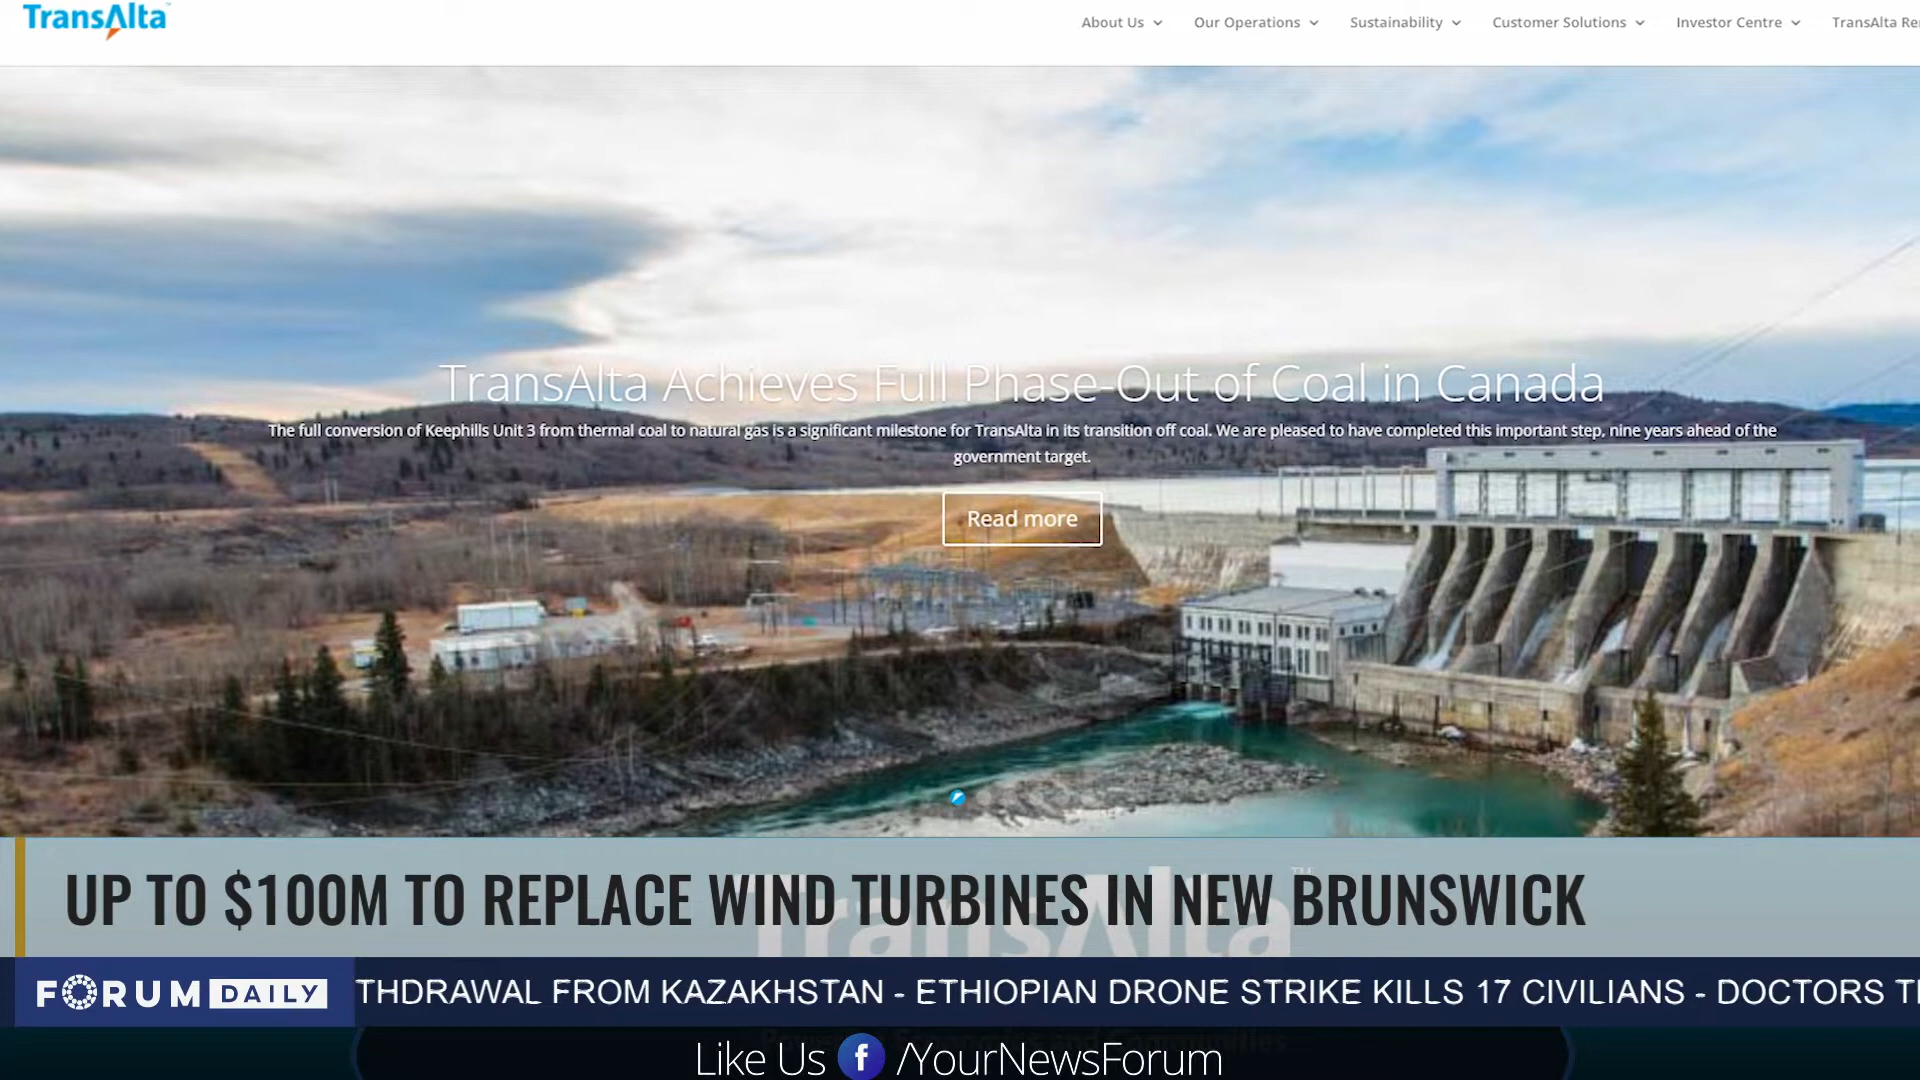 TransAlta
About Us Our Operations Sustainability Customer Solutions Investor Centre TransAlta Re
TransAlta Achieves Full Phase-Out of Coal in Canada
The full conversion of Keephills Unit 3 from thermal coal to natural gas is a significant milestone for TransAlta in its transition off coal. We are pleased to have completed this important step, nine years ahead of the
government target.
Read more
TransAlta™
UP TO $100M TO REPLACE WIND TURBINES IN NEW BRUNSWICK
FORUM DAILY
THDRAWAL FROM KAZAKHSTAN - ETHIOPIAN DRONE STRIKE KILLS 17 CIVILIANS - DOCTORS T
Like Us f /YourNewsForum